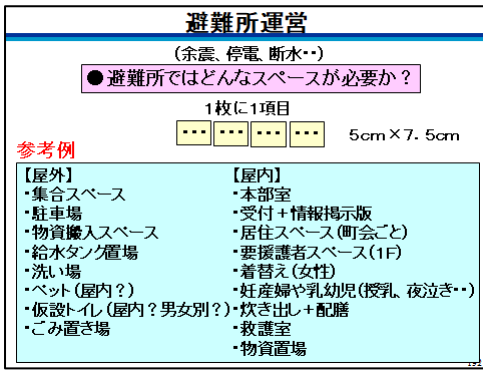 避難所運営
(余震、停電、断水・・)
●避難所ではどんなスペースが必要か?
1枚に1項目
… … … … 5cm×7.5cm
参考例
【屋外】
・集合スペース
・駐車場
・物資搬入スペース
・給水タンク置場
・洗い場
・ペット(屋内?)
・仮設トイレ(屋内?男女別?)
・ごみ置き場
【屋内】
・本部室
・受付+情報掲示版
・居住スペース(町会ごと)
・要援護者スペース(1F)
・着替え(女性)
・妊産婦や乳幼児(授乳、夜泣き・・)
・炊き出し+配膳
・救護室
・物資置場
192